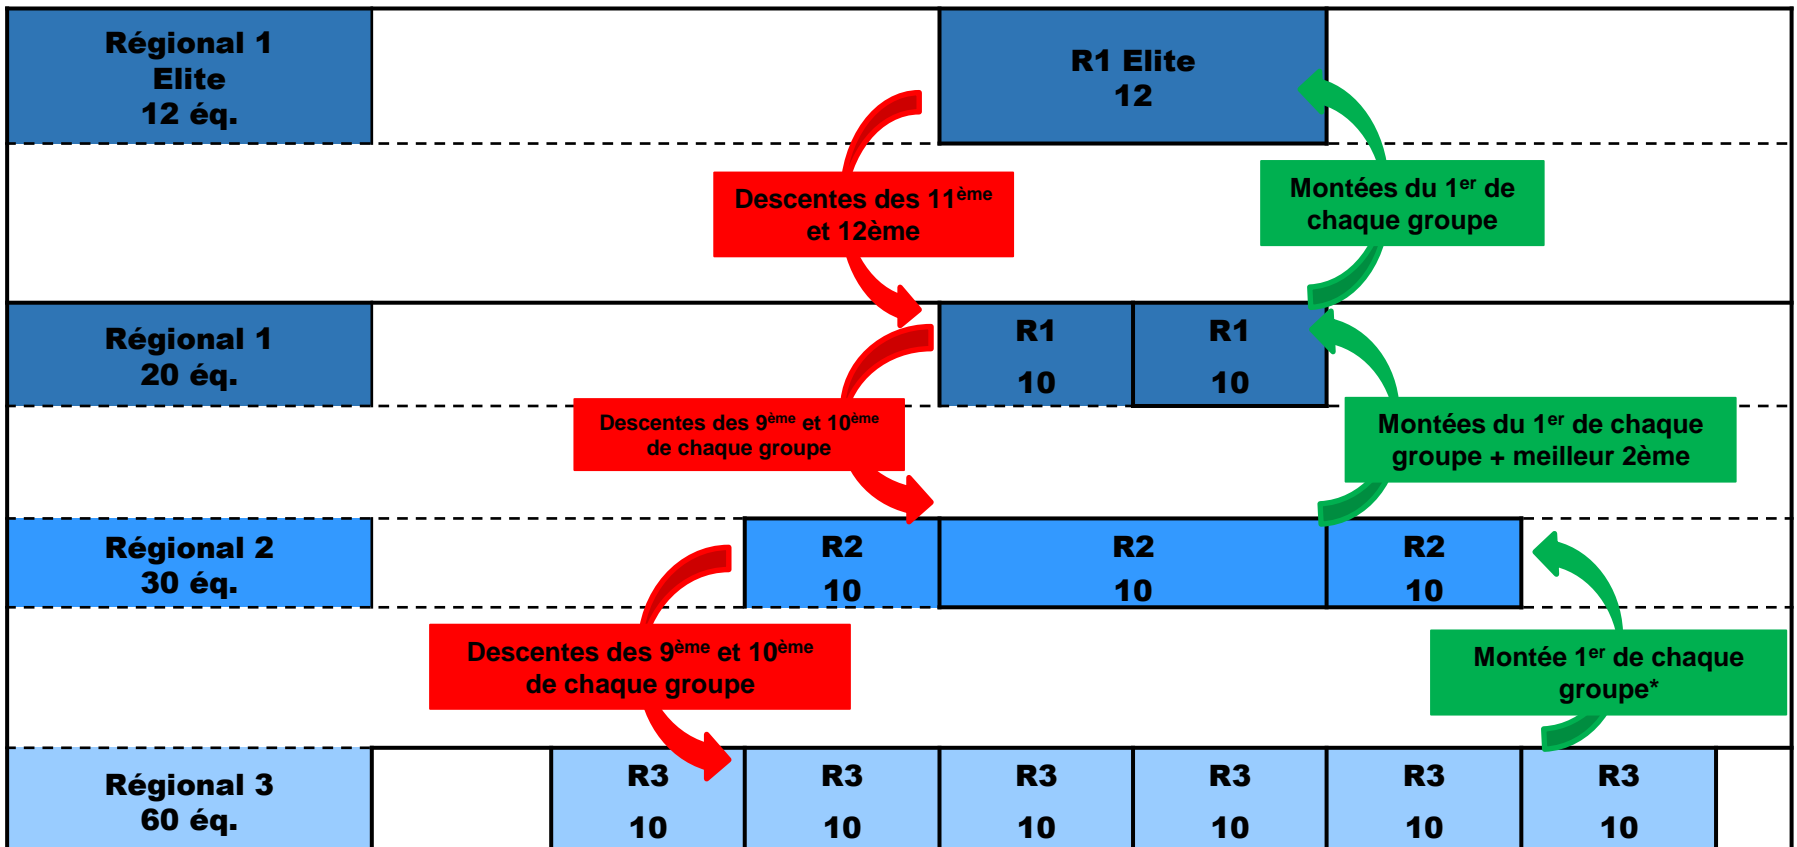 Régional 1
Elite
12 éq.
R1 Elite
12
Descentes des 11ème
et 12ème
Montées du 1er de
chaque groupe
Régional 1
20 éq.
R1
10
R1
10
Descentes des 9ème et 10ème
de chaque groupe
Montées du 1er de chaque
groupe + meilleur 2ème
Régional 2
30 éq.
R2
10
R2
10
R2
10
Descentes des 9ème et 10ème
de chaque groupe
Montée 1er de chaque
groupe*
Régional 3
60 éq.
R3
10
R3
10
R3
10
R3
10
R3
10
R3
10